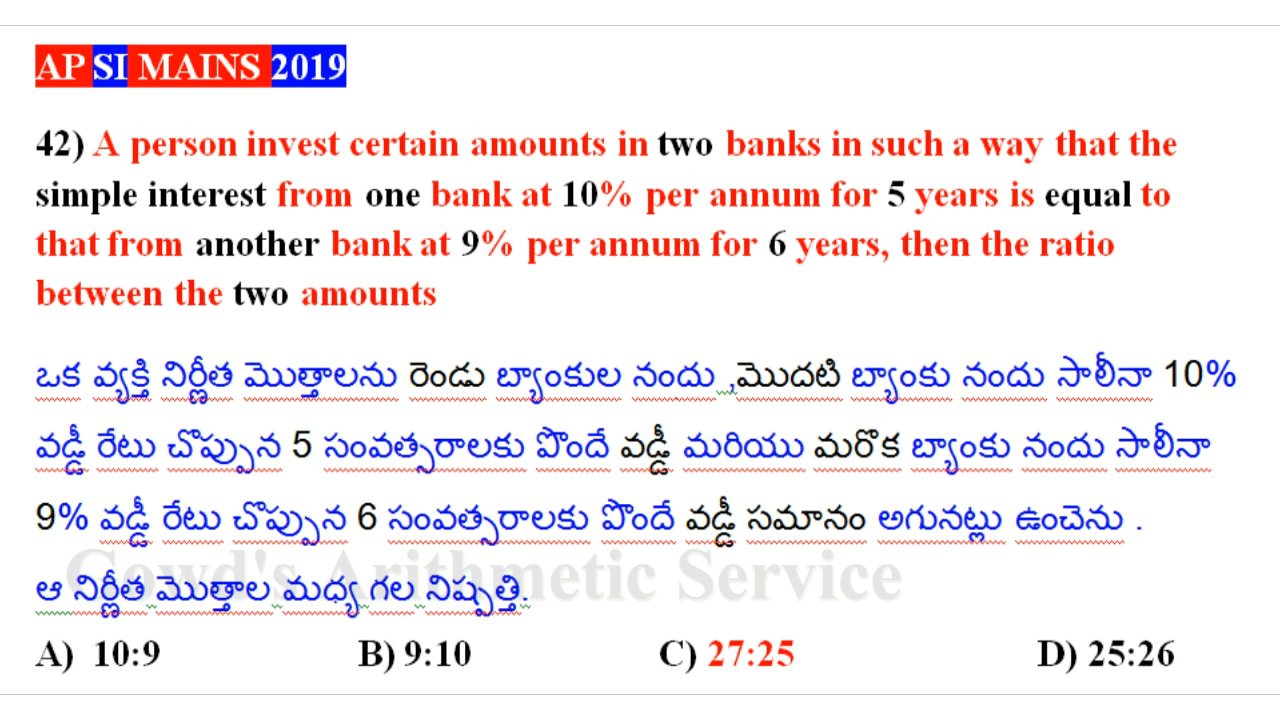 AP SI MAINS 2019
42) A person invest certain amounts in two banks in such a way that the
simple interest from one bank at 10% per annum for 5 years is equal to
that from another bank at 9% per annum for 6 years, then the ratio
between the two amounts
ఒక వ్యక్తి నిర్ణీత మొత్తాలను రెండు బ్యాంకుల నందు ,మొదటి బ్యాంకు నందు సాలీనా 10%
వడ్డీ రేటు చొప్పున 5 సంవత్సరాలకు పొందే వడ్డీ మరియు మరొక బ్యాంకు నందు సాలీనా
9% వడ్డీ రేటు చొప్పున 6 సంవత్సరాలకు పొందే వడ్డీ సమానం అగునట్లు ఉంచెను .
Gowd's Arithmetic Service
ఆ నిర్ణీత మొత్తాల మధ్య గల నిష్పత్తి.
A) 10:9 B) 9:10 C) 27:25 D) 25:26